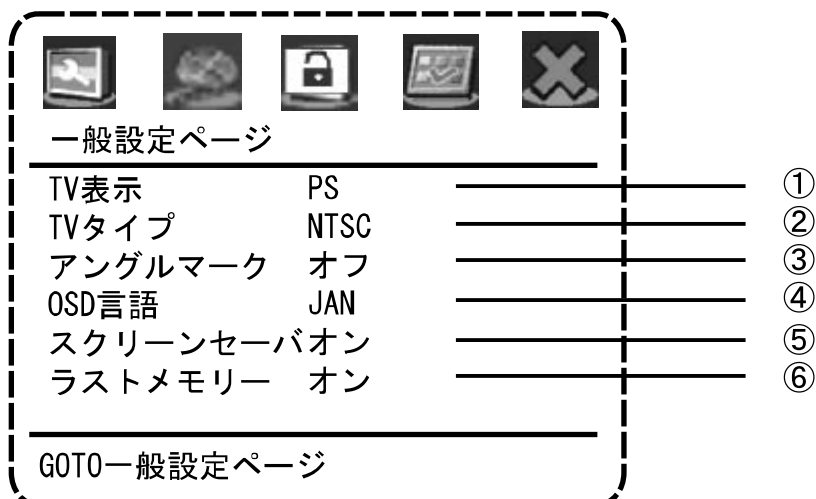 一般設定ページ
TV表示 PS ①
TVタイプ NTSC ②
アングルマーク オフ ③
OSD言語 JAN ④
スクリーンセーバオン ⑤
ラストメモリー オン ⑥
GOTO一般設定ページ